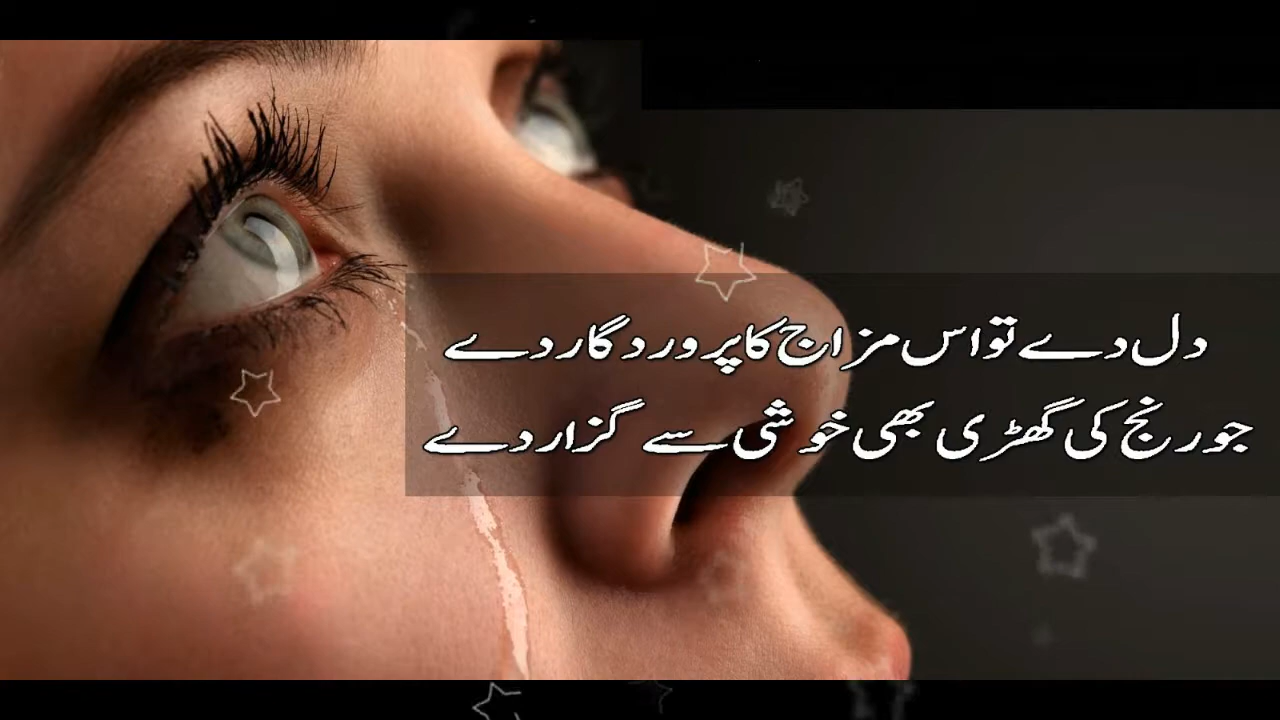 دل دے تو اس مزاج کا پروردگار دے
جو رنج کی گھڑی بھی خوشی سے گزار دے